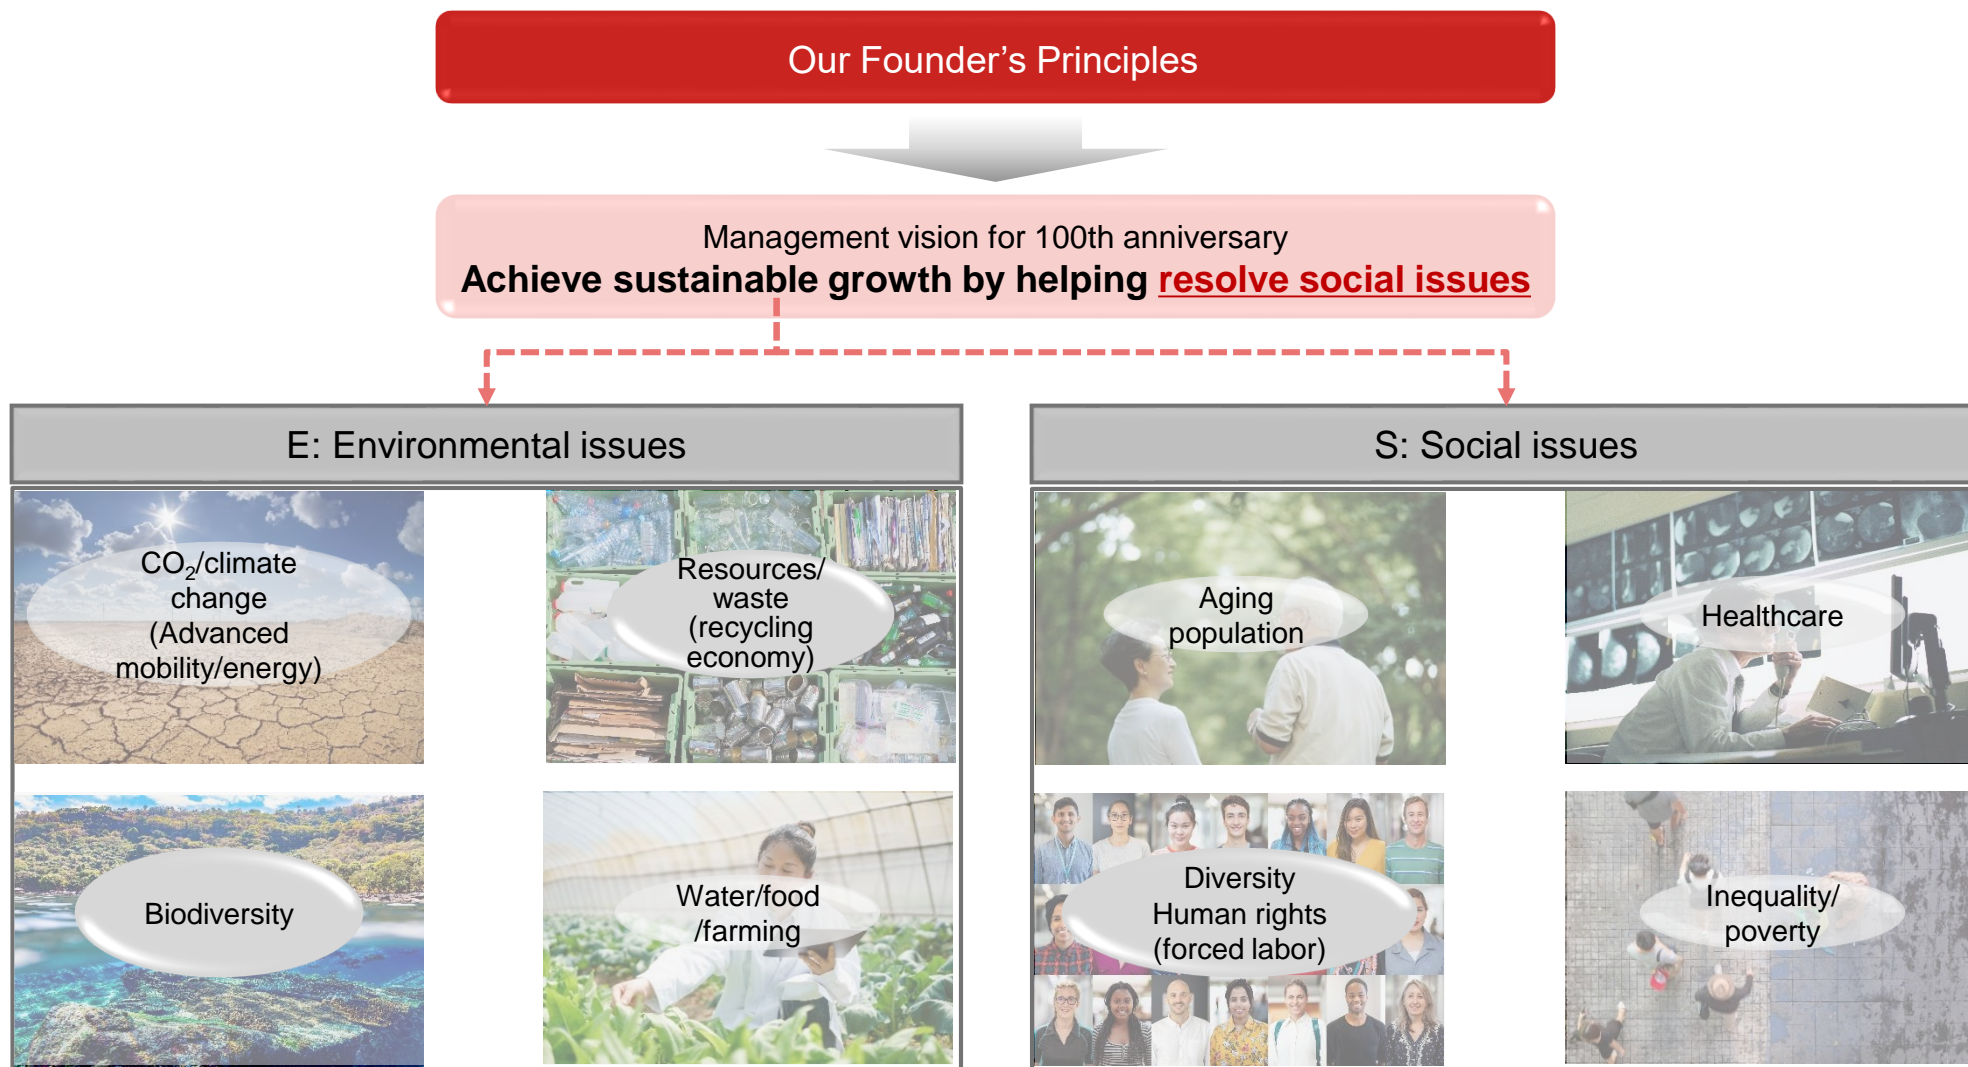 Our Founder’s Principles
Management vision for 100th anniversary
Achieve sustainable growth by helping resolve social issues
E: Environmental issues
CO₂/climate
change
(Advanced
mobility/energy)
Resources/
waste
(recycling
economy)
Biodiversity
Water/food
/farming
S: Social issues
Aging
population
Healthcare
Diversity
Human rights
(forced labor)
Inequality/
poverty